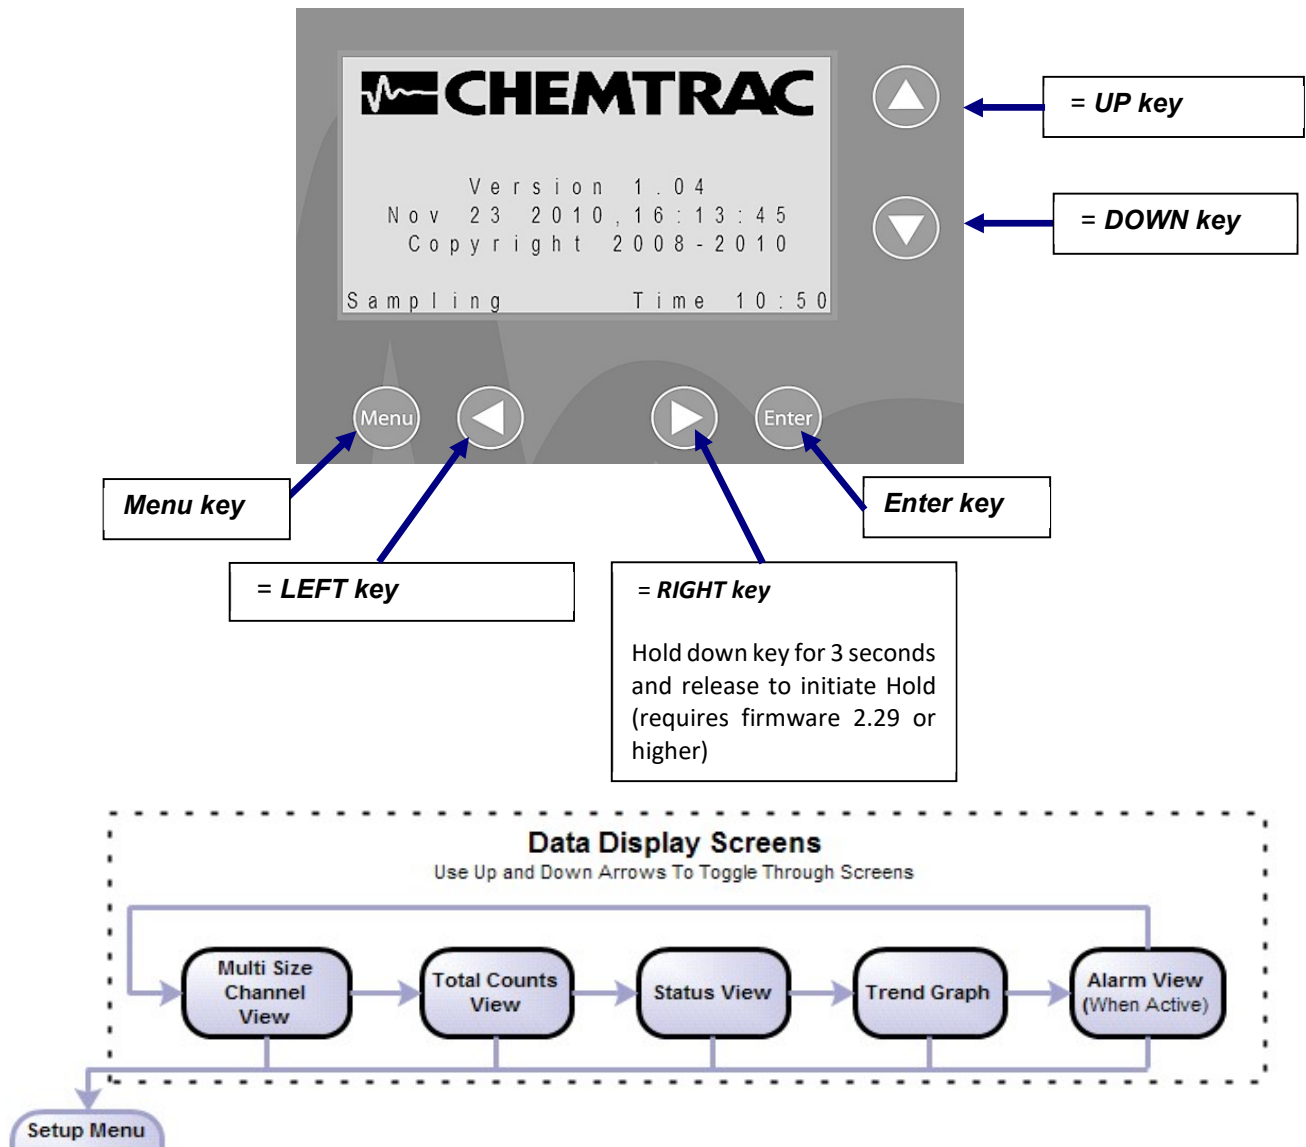 CHEMTRAC
Version 1.04
Nov 23 2010,16:13:45
Copyright 2008-2010
Sampling Time 10:50
Menu
Enter
= UP key
= DOWN key
Menu key
Enter key
= LEFT key
= RIGHT key
Hold down key for 3 seconds
and release to initiate Hold
(requires firmware 2.29 or
higher)
Data Display Screens
Use Up and Down Arrows To Toggle Through Screens
Multi Size
Channel
View
Total Counts
View
Status View
Trend Graph
Alarm View
(When Active)
Setup Menu